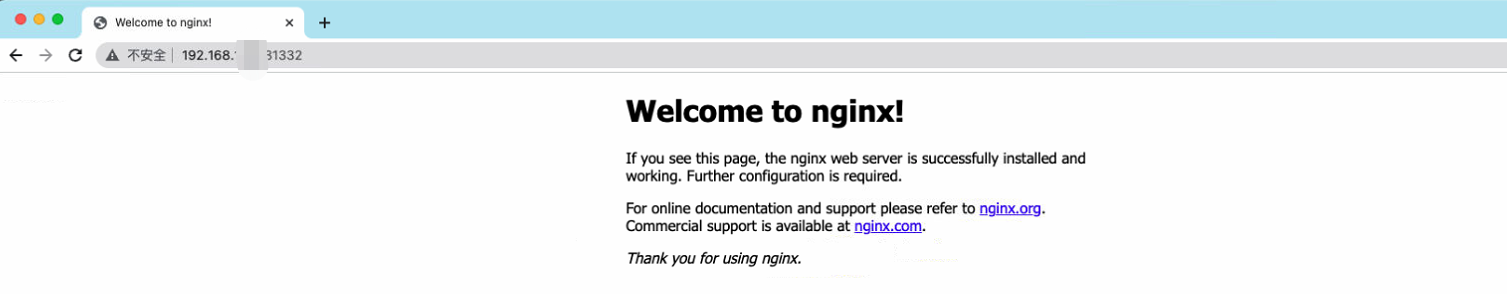 Welcome to nginx!
不安全 192.168. 31332
Welcome to nginx!
If you see this page, the nginx web server is successfully installed and
working. Further configuration is required.
For online documentation and support please refer to nginx.org.
Commercial support is available at nginx.com.
Thank you for using nginx.